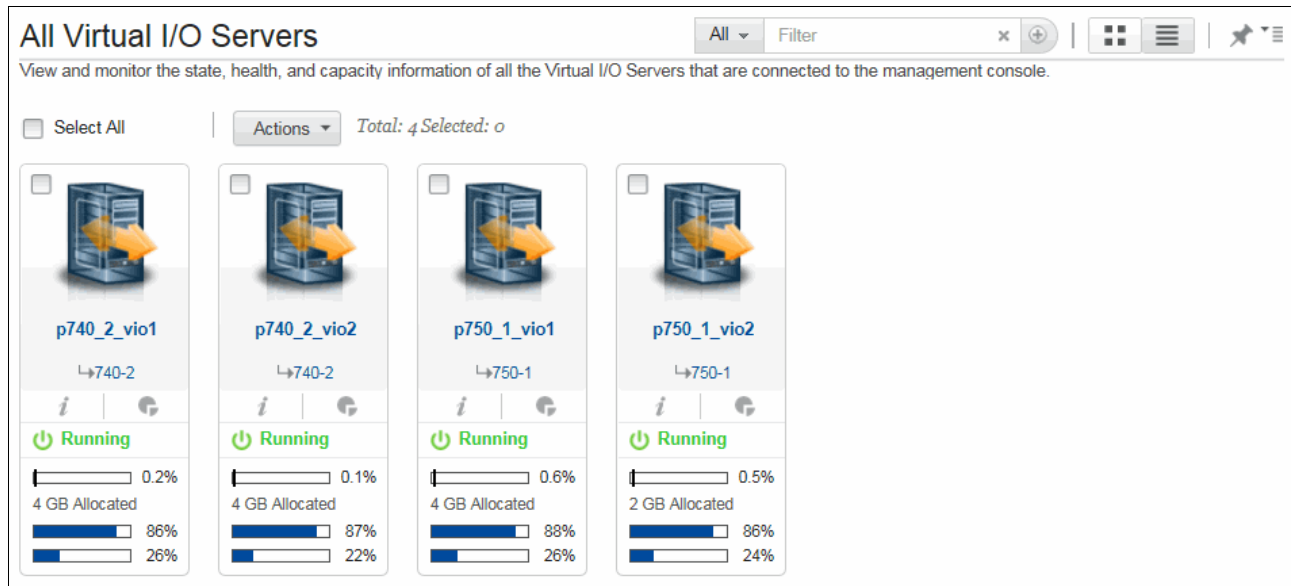 All Virtual I/O Servers
All
Filter
View and monitor the state, health, and capacity information of all the Virtual I/O Servers that are connected to the management console.
Select All
Actions
Total: 4 Selected: 0
p740_2_vio1
740-2
i
Running
0.2%
4 GB Allocated
86%
26%
p740_2_vio2
740-2
i
Running
0.1%
4 GB Allocated
87%
22%
p750_1_vio1
750-1
i
Running
0.6%
4 GB Allocated
88%
26%
p750_1_vio2
750-1
i
Running
0.5%
2 GB Allocated
86%
24%